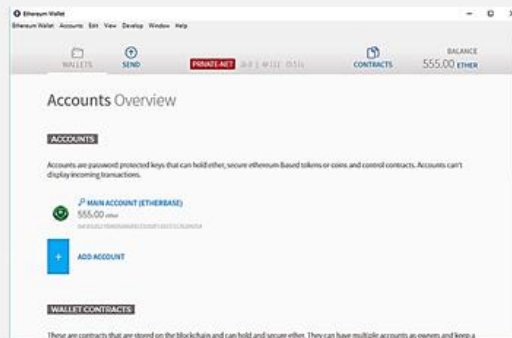 Ethereum Wallet
Ethereum Wallet Accounts Edit View Develop Window Help
WALLETS
SEND
PRIVATE-NET
CONTRACTS
BALANCE
555.00 ETHER
Accounts Overview
ACCOUNTS
Accounts are password protected keys that can hold ether, secure ethereum-based tokens or coins and control contracts. Accounts can't
display incoming transactions.
MAIN ACCOUNT (ETHERBASE)
555.00 ether
ADD ACCOUNT
WALLET CONTRACTS
These are contracts that are stored on the blockchain and can hold and secure ether. They can have multiple accounts as owners and keep a